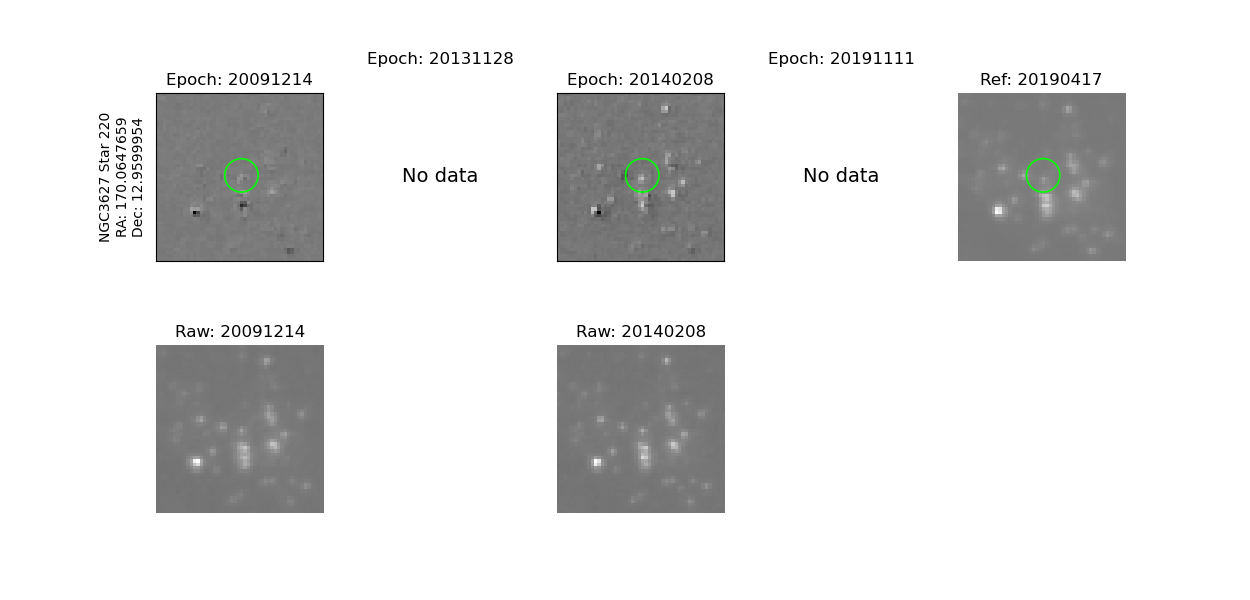 Epoch: 20131128
Epoch: 20191111
Epoch: 20091214
Epoch: 20140208
Ref: 20190417
NGC3627 Star 220
RA: 170.0647659
Dec: 12.9599954
No data
No data
Raw: 20091214
Raw: 20140208